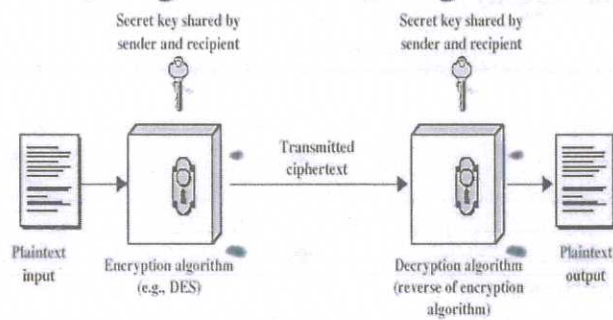 Secret key shared by
sender and recipient
Secret key shared by
sender and recipient
Transmitted
ciphertext
Plaintext
input
Encryption algorithm
(e.g., DES)
Decryption algorithm
(reverse of encryption
algorithm)
Plaintext
output